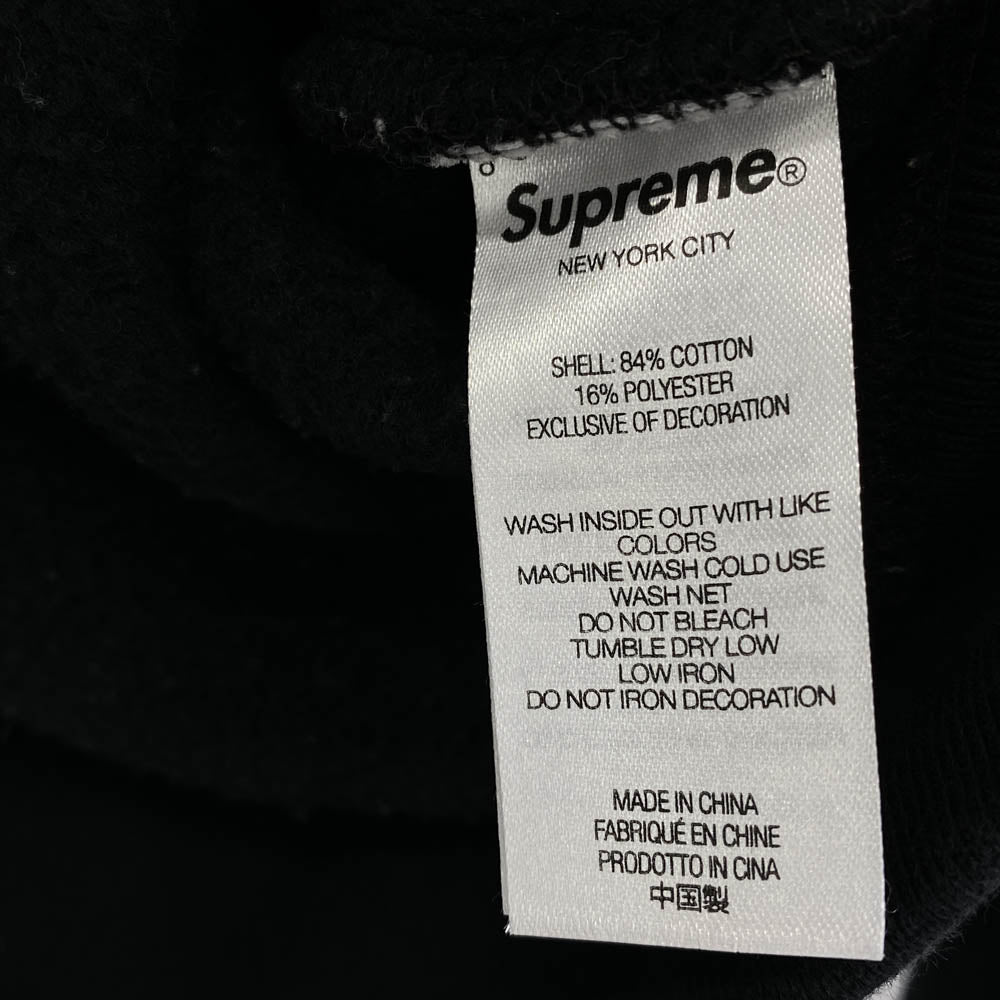 Supreme®
NEW YORK CITY
SHELL: 84% COTTON
16% POLYESTER
EXCLUSIVE OF DECORATION
WASH INSIDE OUT WITH LIKE
COLORS
MACHINE WASH COLD USE
WASH NET
DO NOT BLEACH
TUMBLE DRY LOW
LOW IRON
DO NOT IRON DECORATION
MADE IN CHINA
FABRIQUÉ EN CHINE
PRODOTTO IN CINA
中国製